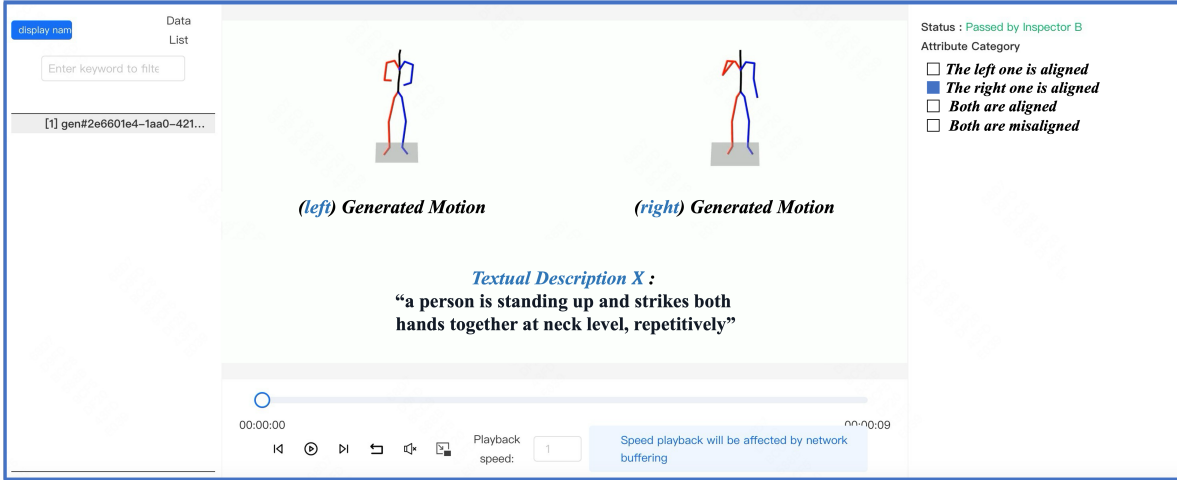 display nam
Data
List
Enter keyword to filte
[1] gen#2e6601e4-1aa0-421...
(left) Generated Motion
(right) Generated Motion
Textual Description X :
“a person is standing up and strikes both
hands together at neck level, repetitively”
00:00:00
00:00:09
Playback
speed:
1
Speed playback will be affected by network
buffering
Status : Passed by Inspector B
Attribute Category
The left one is aligned
The right one is aligned
Both are aligned
Both are misaligned